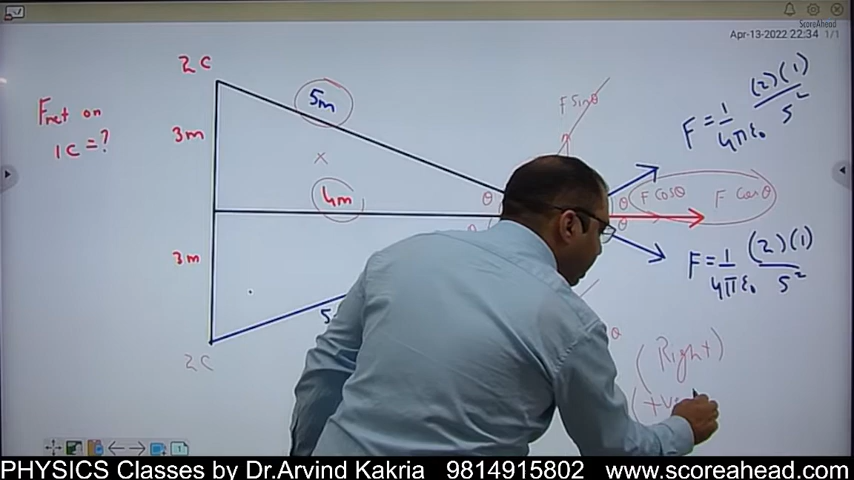 ScoreAhead
Apr-13-2022 22:34 1/1
2C
Fnet on
1C=?
3m
5m
4m
3m
2C
5
F Sinθ
θ
θ
θ
F Cosθ
F Cosθ
F = 1/4πε₀ (2)(1)/5²
F = 1/4πε₀ (2)(1)/5²
θ
(Right)
(+ve
PHYSICS Classes by Dr.Arvind Kakria 9814915802 www.scoreahead.com